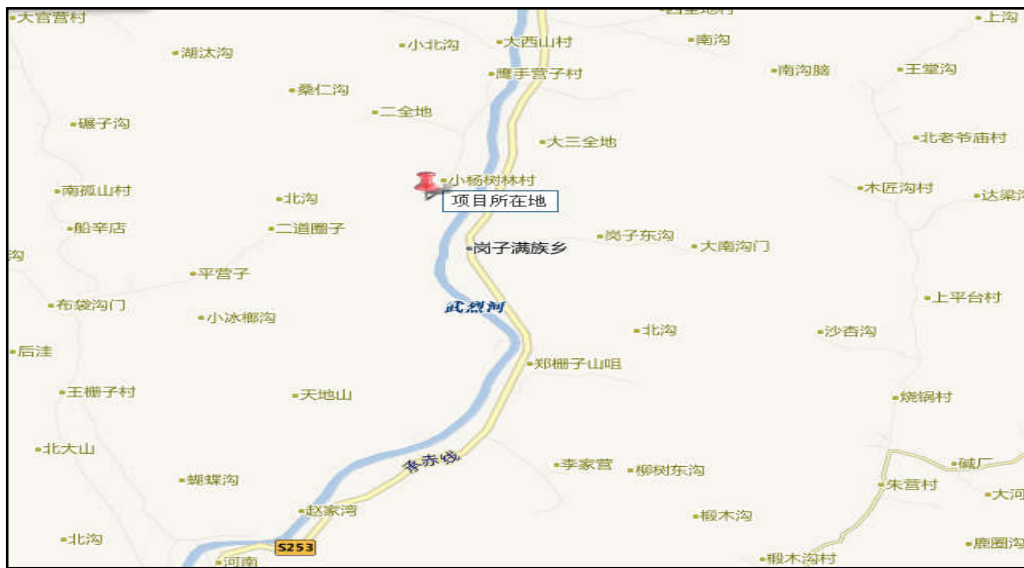 大官营村
上沟
小北沟
大西山村
南沟
湖汰沟
鹰手营子村
南沟脑
王堂沟
桑仁沟
二全地
碾子沟
大三全地
北老爷庙村
小杨树林村
南孤山村
北沟
项目所在地
木匠沟村
达梁沟
船辛店
二道圈子
岗子东沟
大南沟门
岗子满族乡
沟
平营子
布袋沟门
小冰榔沟
武烈河
上平台村
北沟
沙杏沟
后洼
郑栅子山咀
王栅子村
天地山
烧锅村
北大山
承赤线
李家营
柳树东沟
碱厂
蝴蝶沟
朱营村
大河
赵家湾
椴木沟
北沟
S253
鹿圈沟
河南
椴木沟村